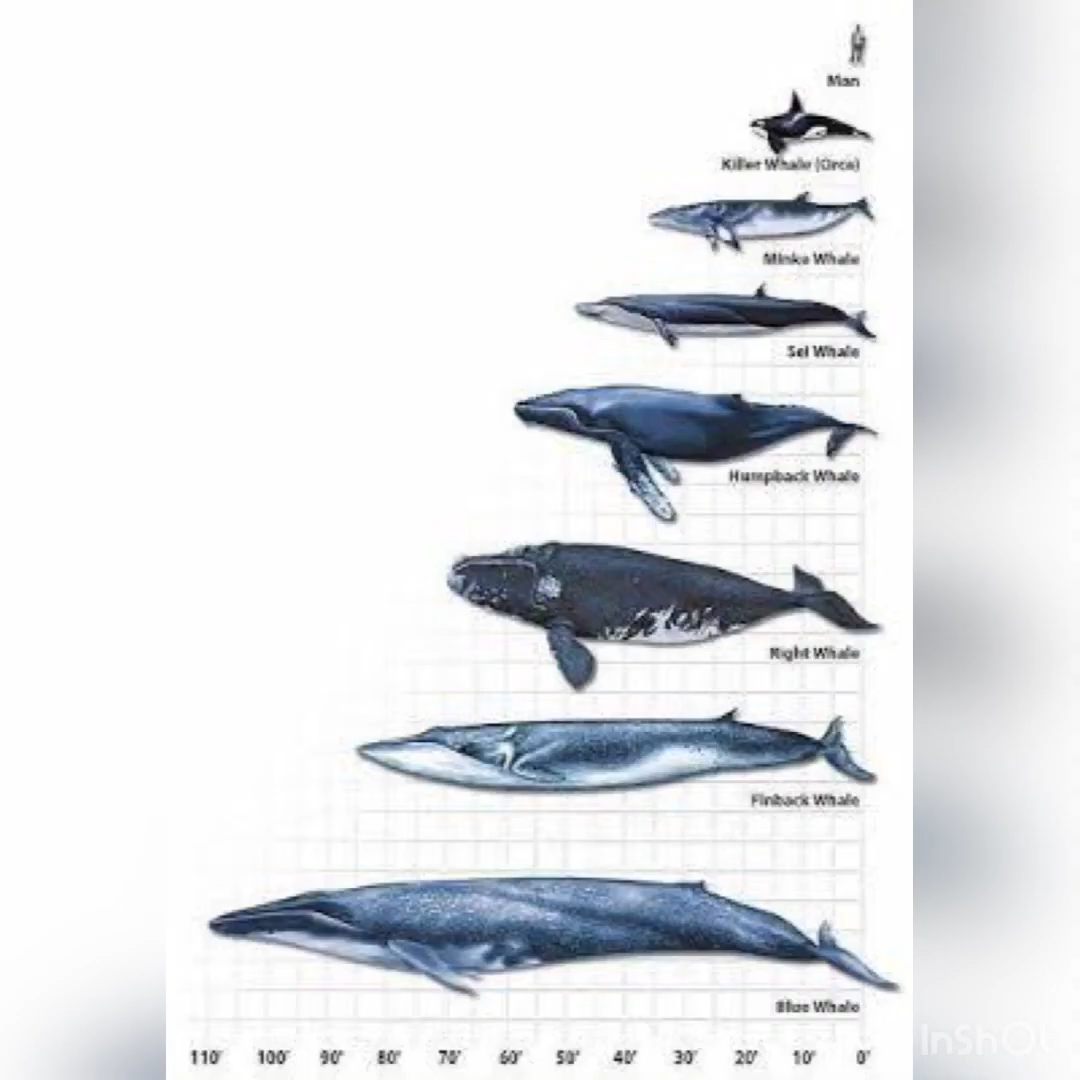 Man
Killer Whale (Orca)
Minke Whale
Sei Whale
Humpback Whale
Right Whale
Finback Whale
Blue Whale
110' 100' 90' 80' 70' 60' 50' 40' 30' 20' 10' 0'
InShOt